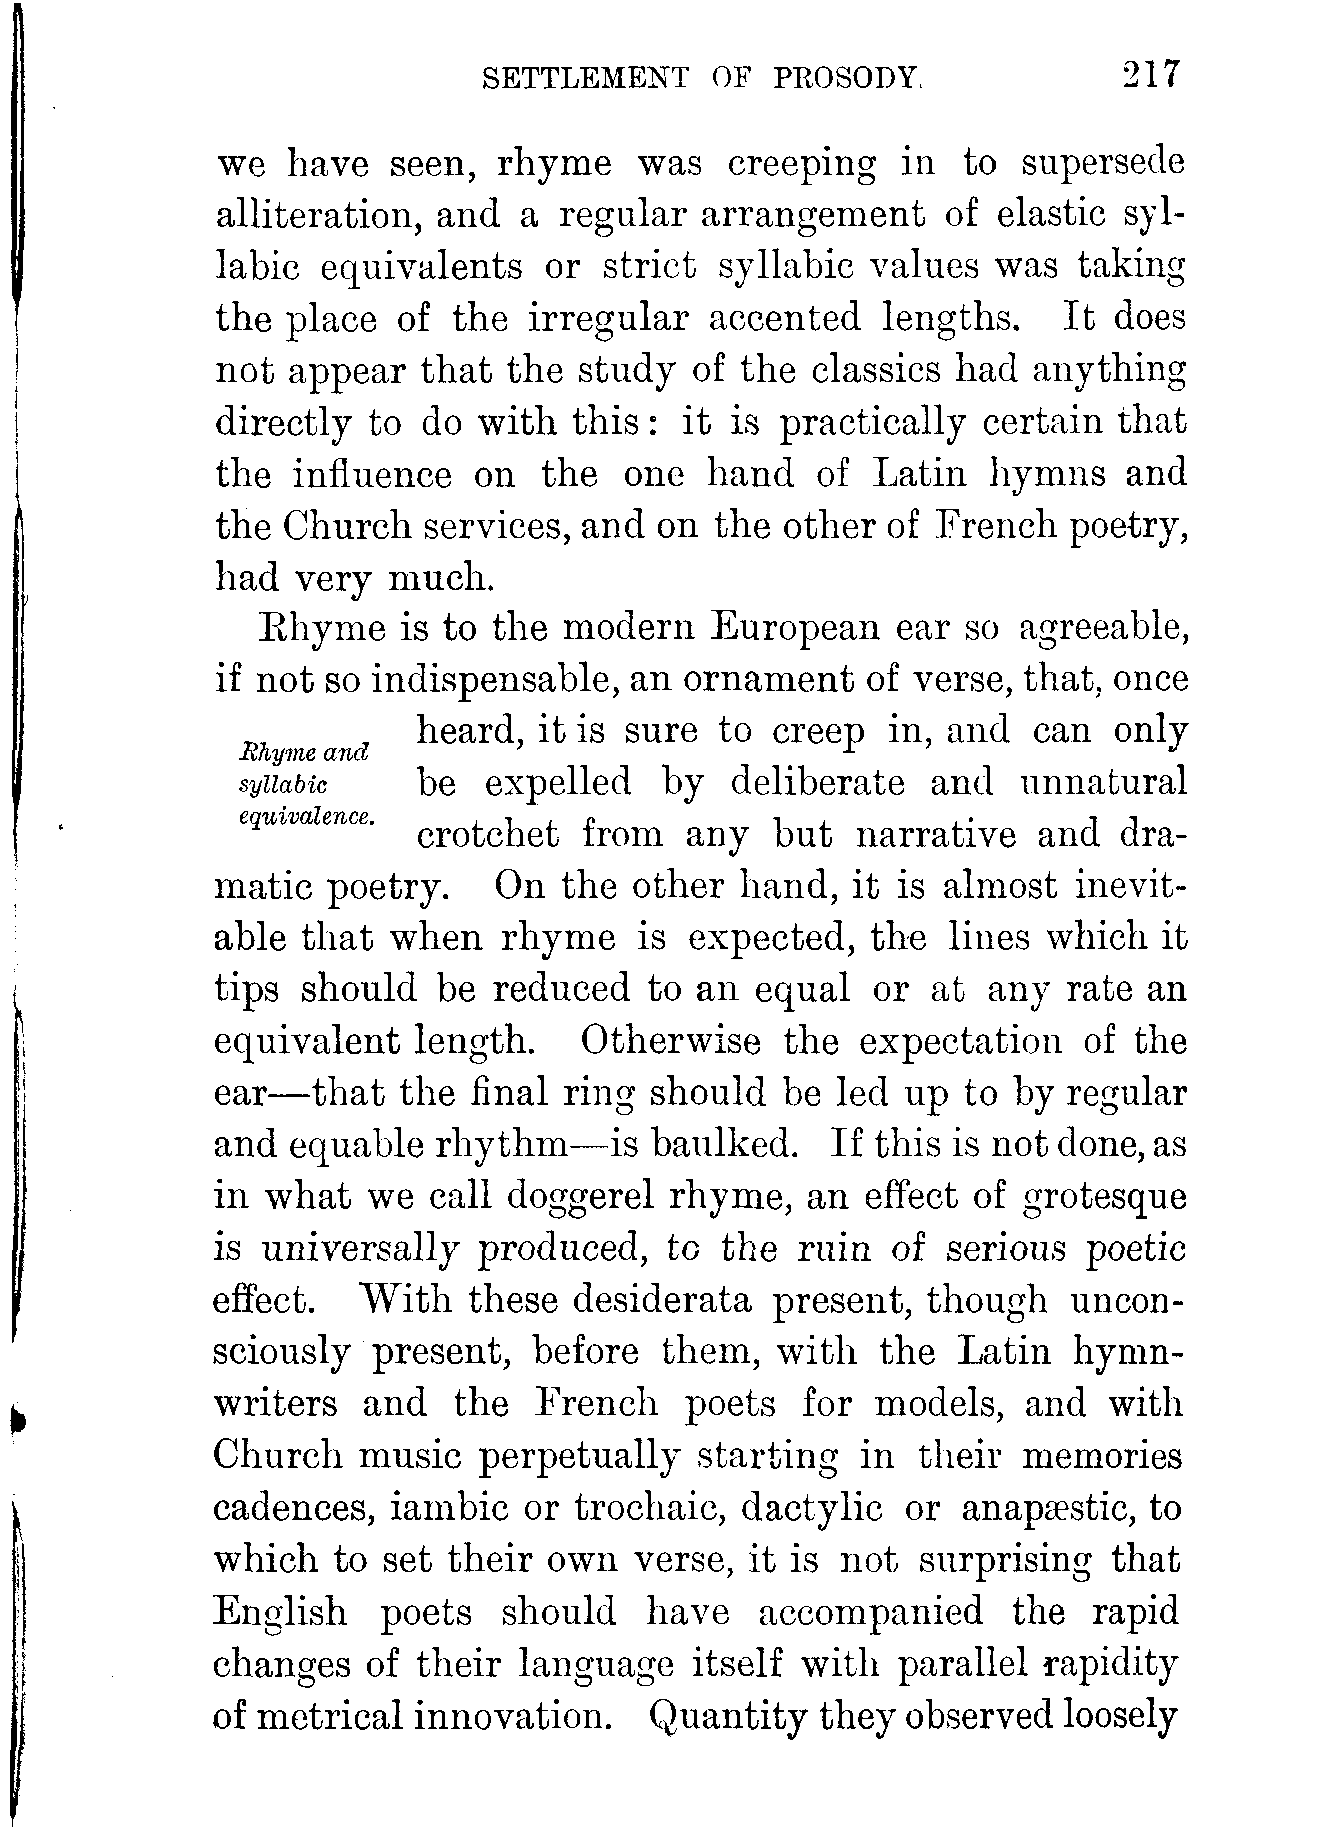 SETTLEMENT OF PROSODY. 217
we have seen, rhyme was creeping in to supersede
alliteration, and a regular arrangement of elastic syl-
labic equivalents or strict syllabic values was taking
the place of the irregular accented lengths. It does
not appear that the study of the classics had anything
directly to do with this: it is practically certain that
the influence on the one hand of Latin hymns and
the Church services, and on the other of French poetry,
had very much.
Rhyme is to the modern European ear so agreeable,
if not so indispensable, an ornament of verse, that, once
heard, it is sure to creep in, and can only
Rhyme and
syllabic
equivalence.
be expelled by deliberate and unnatural
crotchet from any but narrative and dra-
matic poetry. On the other hand, it is almost inevit-
able that when rhyme is expected, the lines which it
tips should be reduced to an equal or at any rate an
equivalent length. Otherwise the expectation of the
ear—that the final ring should be led up to by regular
and equable rhythm—is baulked. If this is not done, as
in what we call doggerel rhyme, an effect of grotesque
is universally produced, to the ruin of serious poetic
effect. With these desiderata present, though uncon-
sciously present, before them, with the Latin hymn-
writers and the French poets for models, and with
Church music perpetually starting in their memories
cadences, iambic or trochaic, dactylic or anapæstic, to
which to set their own verse, it is not surprising that
English poets should have accompanied the rapid
changes of their language itself with parallel rapidity
of metrical innovation. Quantity they observed loosely